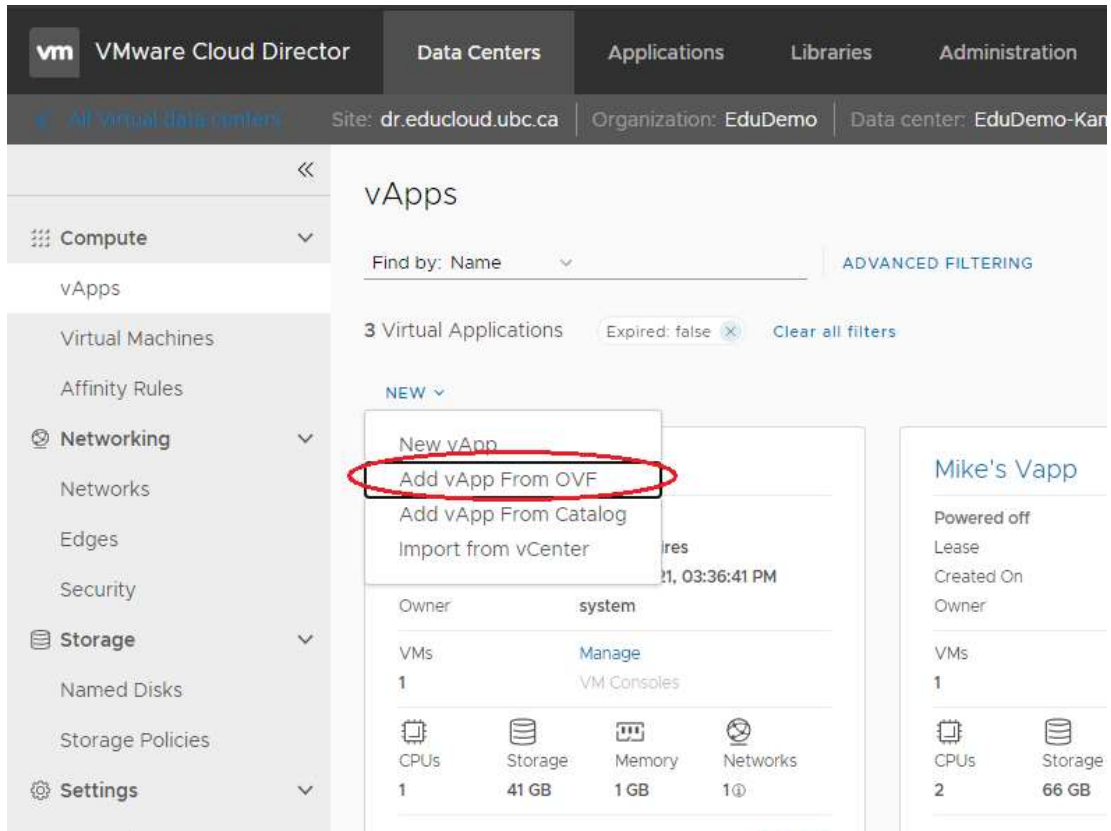 vm VMware Cloud Director Data Centers Applications Libraries Administration
All Virtual data centers Site: dr.educloud.ubc.ca Organization: EduDemo Data center: EduDemo-Kam
Compute
vApps
Virtual Machines
Affinity Rules
Networking
Networks
Edges
Security
Storage
Named Disks
Storage Policies
Settings
vApps
Find by: Name ADVANCED FILTERING
3 Virtual Applications Expired: false Clear all filters
NEW
New vApp
Add vApp From OVF
Add vApp From Catalog
Import from vCenter
ires
21, 03:36:41 PM
Owner system
VMs Manage
1 VM Consoles
CPUs Storage Memory Networks
1 41 GB 1 GB 1
Mike's Vapp
Powered off
Lease
Created On
Owner
VMs
1
CPUs Storage
2 66 GB